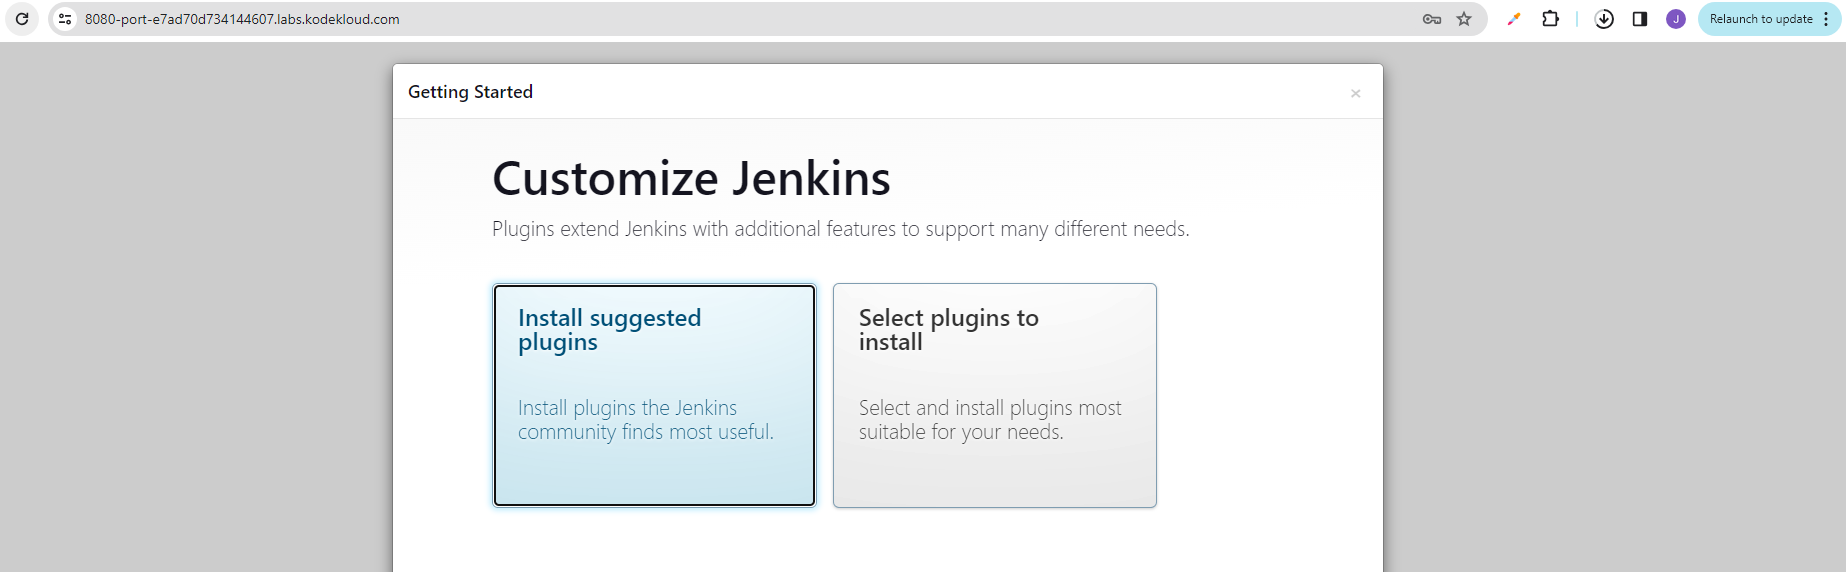 8080-port-e7ad70d734144607.labs.kodekloud.com
J
Relaunch to update
Getting Started
×
Customize Jenkins
Plugins extend Jenkins with additional features to support many different needs.
Install suggested
plugins
Install plugins the Jenkins
community finds most useful.
Select plugins to
install
Select and install plugins most
suitable for your needs.